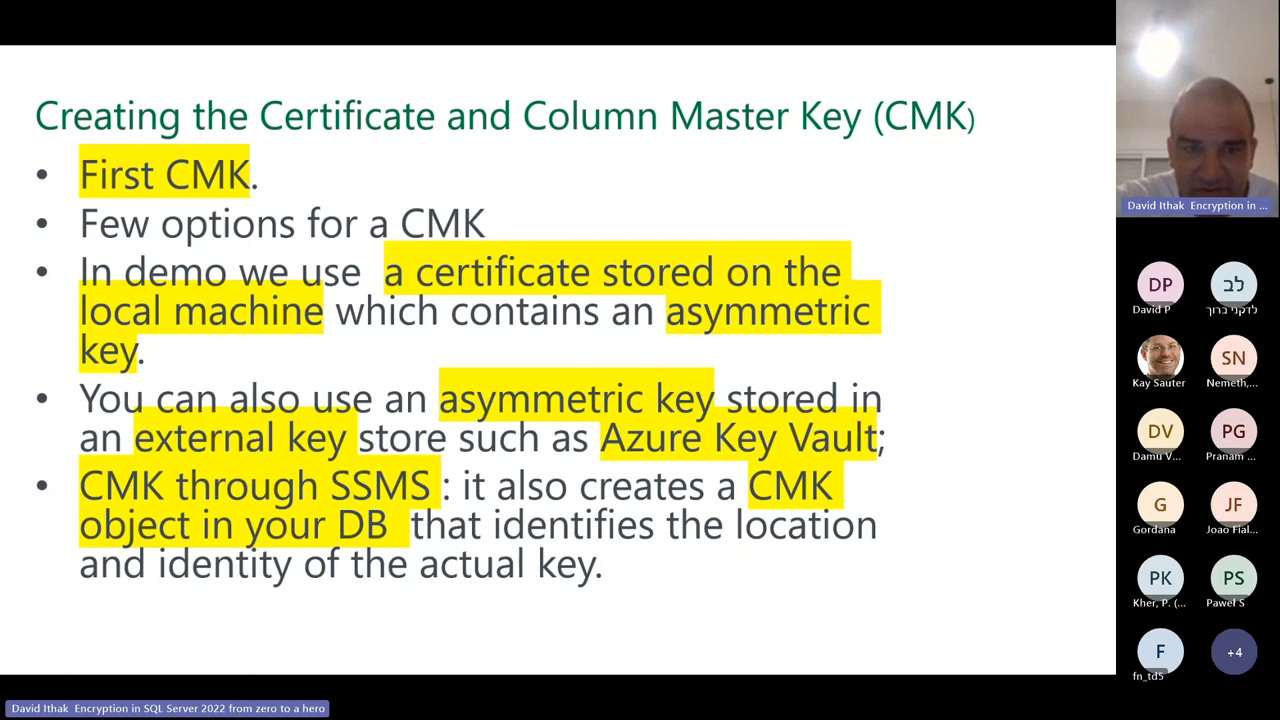 Creating the Certificate and Column Master Key (CMK)
• First CMK.
• Few options for a CMK
• In demo we use a certificate stored on the
local machine which contains an asymmetric
key.
• You can also use an asymmetric key stored in
an external key store such as Azure Key Vault;
• CMK through SSMS : it also creates a CMK
object in your DB that identifies the location
and identity of the actual key.
David Ithak Encryption in ...
DP
David P
לב
לדקני ברוך
Kay Sauter
SN
Nemeth,...
DV
Damu V...
PG
Pranam ...
G
Gordana
JF
Joao Fial...
PK
Kher, P. (...
PS
Paweł S
F
fn_td5
+4
David Ithak Encryption in SQL Server 2022 from zero to a hero